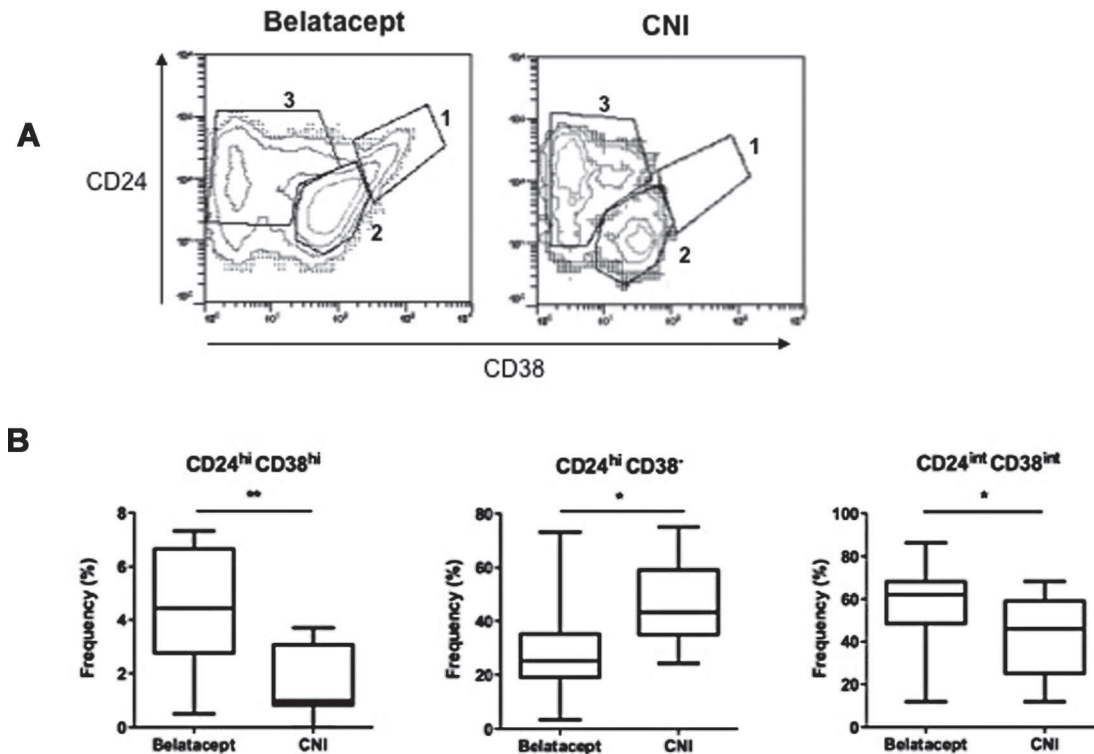 Belatacept CNI
A
3
1
2
3
1
2
CD24
CD38
B
CD24hi CD38hi
**
Frequency (%)
8
6
4
2
0
Belatacept CNI
CD24hi CD38-
*
Frequency (%)
80
60
40
20
0
Belatacept CNI
CD24int CD38int
*
Frequency (%)
100
80
60
40
20
0
Belatacept CNI